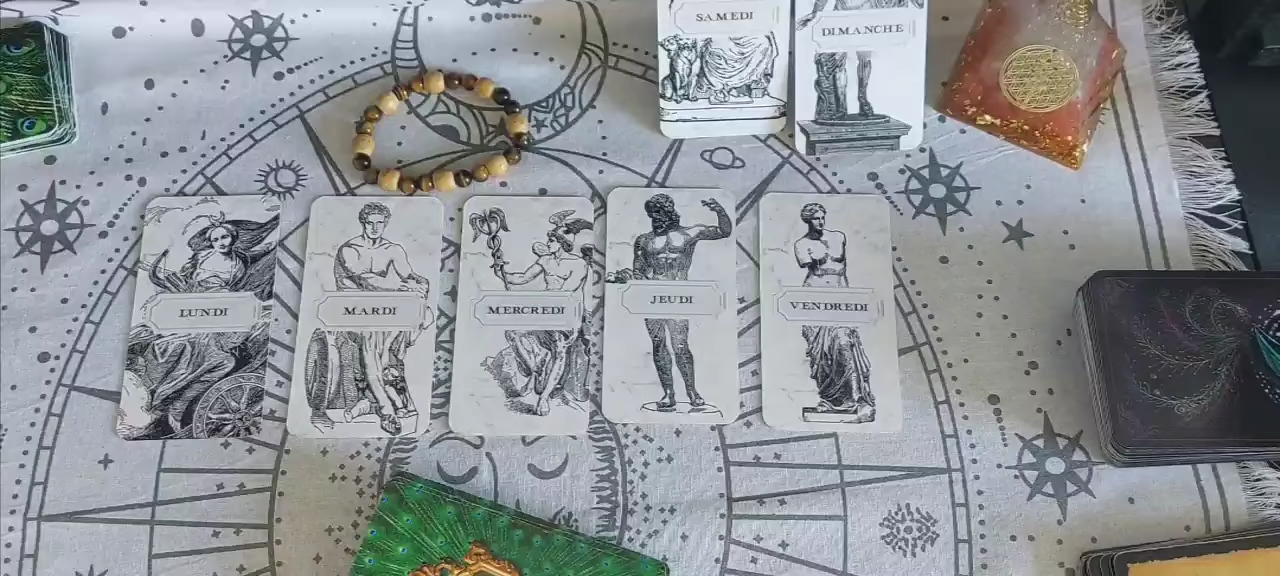 SAMEDI
DIMANCHE
LUNDI
MARDI
MERCREDI
JEUDI
VENDREDI